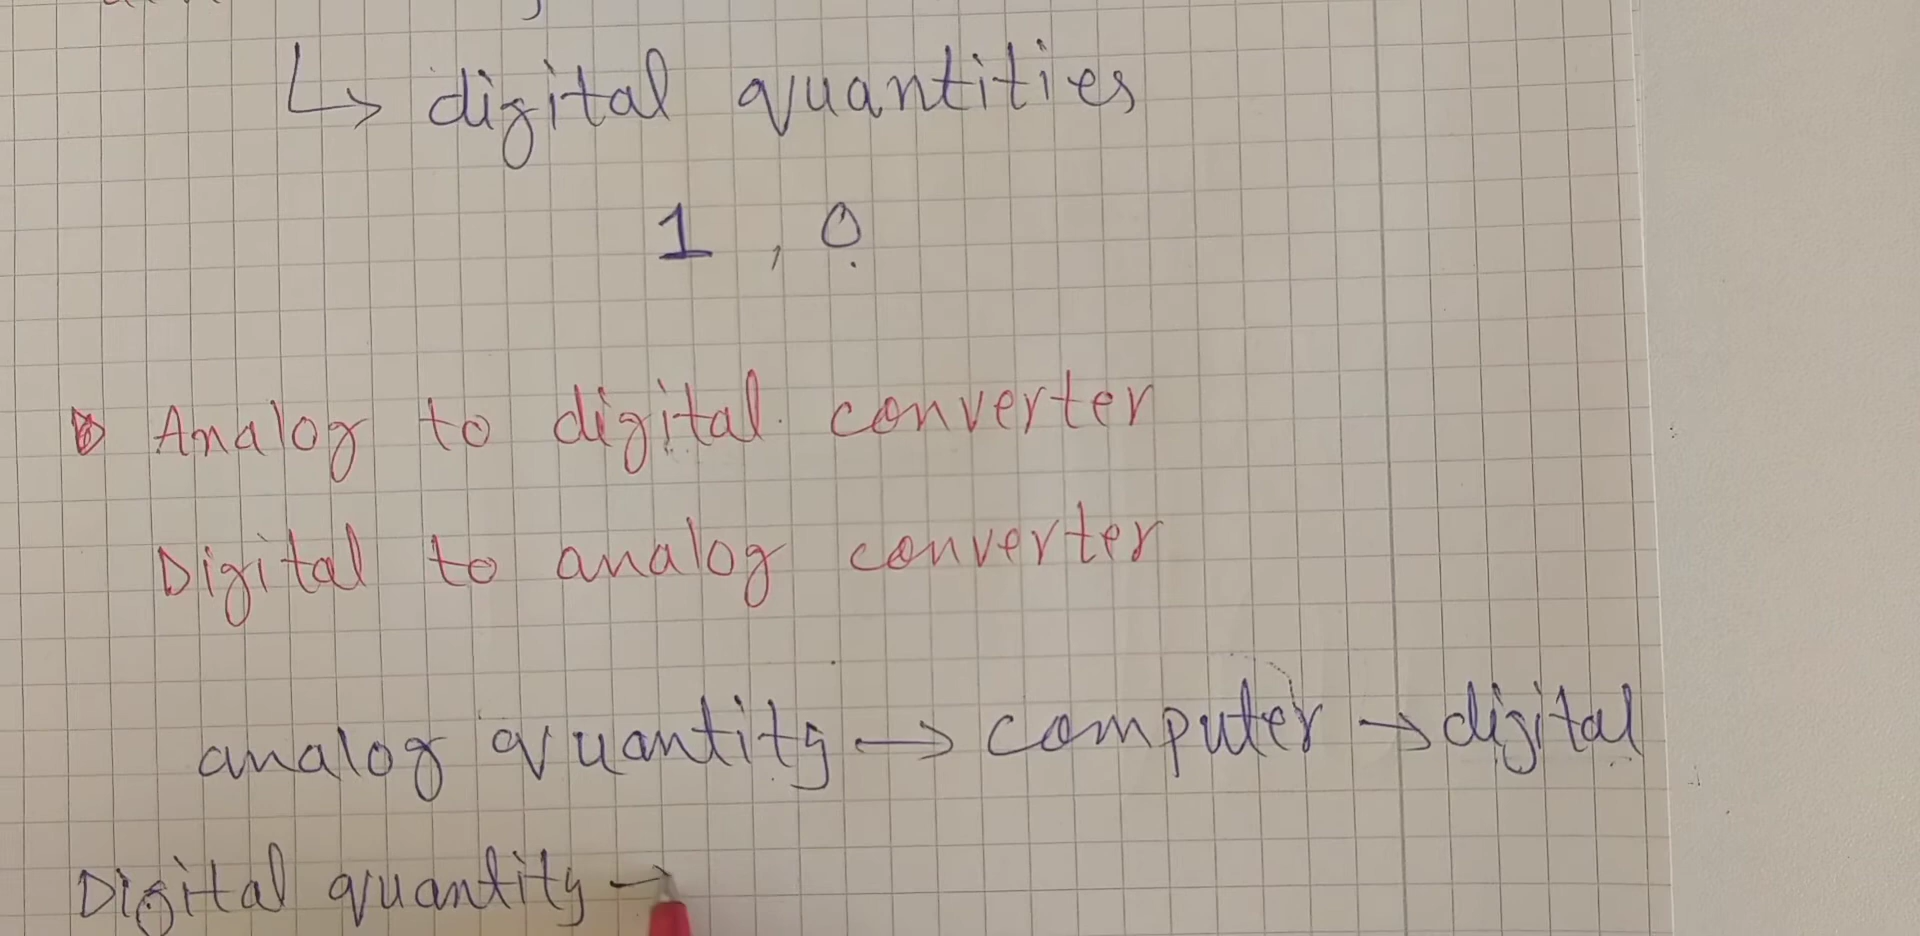 ↳ digital quantities
1 , 0
Analog to digital converter
Digital to analog converter
analog quantity → computer → digital
Digital quantity →